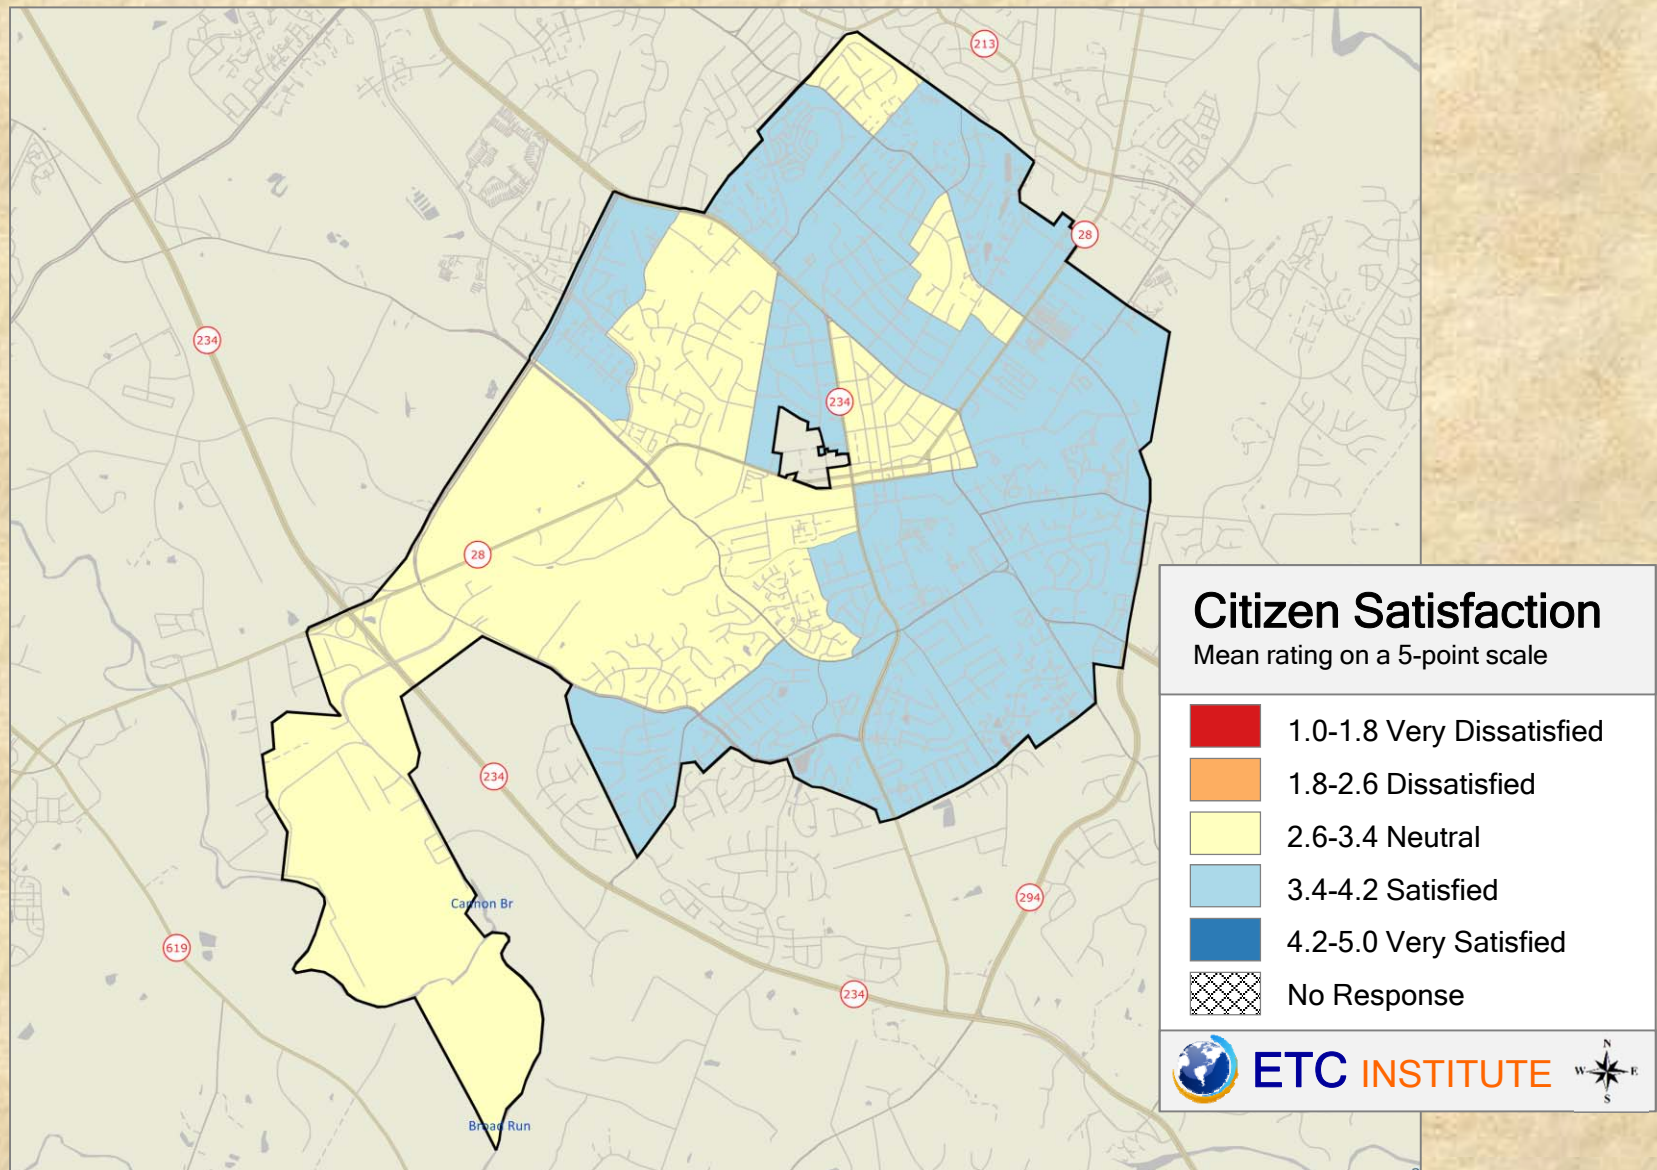 213
28
234
234
28
Citizen Satisfaction
Mean rating on a 5-point scale
1.0-1.8 Very Dissatisfied
1.8-2.6 Dissatisfied
2.6-3.4 Neutral
3.4-4.2 Satisfied
4.2-5.0 Very Satisfied
No Response
234
294
Cannon Br
619
234
ETC INSTITUTE
N
W E
S
Broad Run